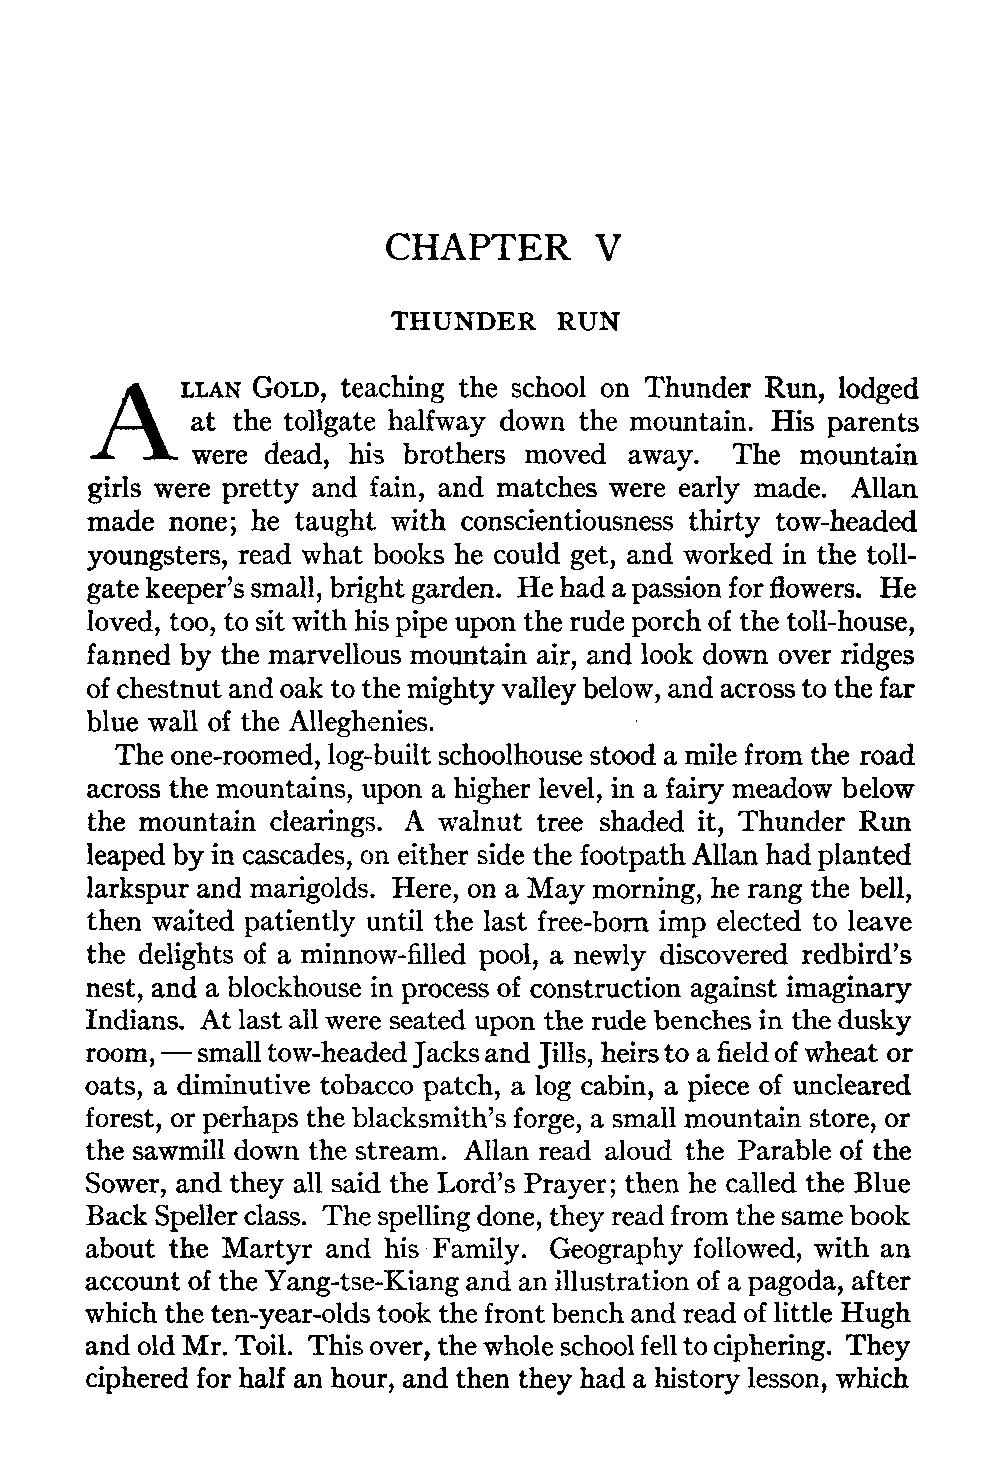 CHAPTER V
THUNDER RUN
ALLAN GOLD, teaching the school on Thunder Run, lodged
at the tollgate halfway down the mountain. His parents
were dead, his brothers moved away. The mountain
girls were pretty and fain, and matches were early made. Allan
made none; he taught with conscientiousness thirty tow-headed
youngsters, read what books he could get, and worked in the toll-
gate keeper's small, bright garden. He had a passion for flowers. He
loved, too, to sit with his pipe upon the rude porch of the toll-house,
fanned by the marvellous mountain air, and look down over ridges
of chestnut and oak to the mighty valley below, and across to the far
blue wall of the Alleghenies.
The one-roomed, log-built schoolhouse stood a mile from the road
across the mountains, upon a higher level, in a fairy meadow below
the mountain clearings. A walnut tree shaded it, Thunder Run
leaped by in cascades, on either side the footpath Allan had planted
larkspur and marigolds. Here, on a May morning, he rang the bell,
then waited patiently until the last free-born imp elected to leave
the delights of a minnow-filled pool, a newly discovered redbird's
nest, and a blockhouse in process of construction against imaginary
Indians. At last all were seated upon the rude benches in the dusky
room, — small tow-headed Jacks and Jills, heirs to a field of wheat or
oats, a diminutive tobacco patch, a log cabin, a piece of uncleared
forest, or perhaps the blacksmith's forge, a small mountain store, or
the sawmill down the stream. Allan read aloud the Parable of the
Sower, and they all said the Lord's Prayer; then he called the Blue
Back Speller class. The spelling done, they read from the same book
about the Martyr and his Family. Geography followed, with an
account of the Yang-tse-Kiang and an illustration of a pagoda, after
which the ten-year-olds took the front bench and read of little Hugh
and old Mr. Toil. This over, the whole school fell to ciphering. They
ciphered for half an hour, and then they had a history lesson, which